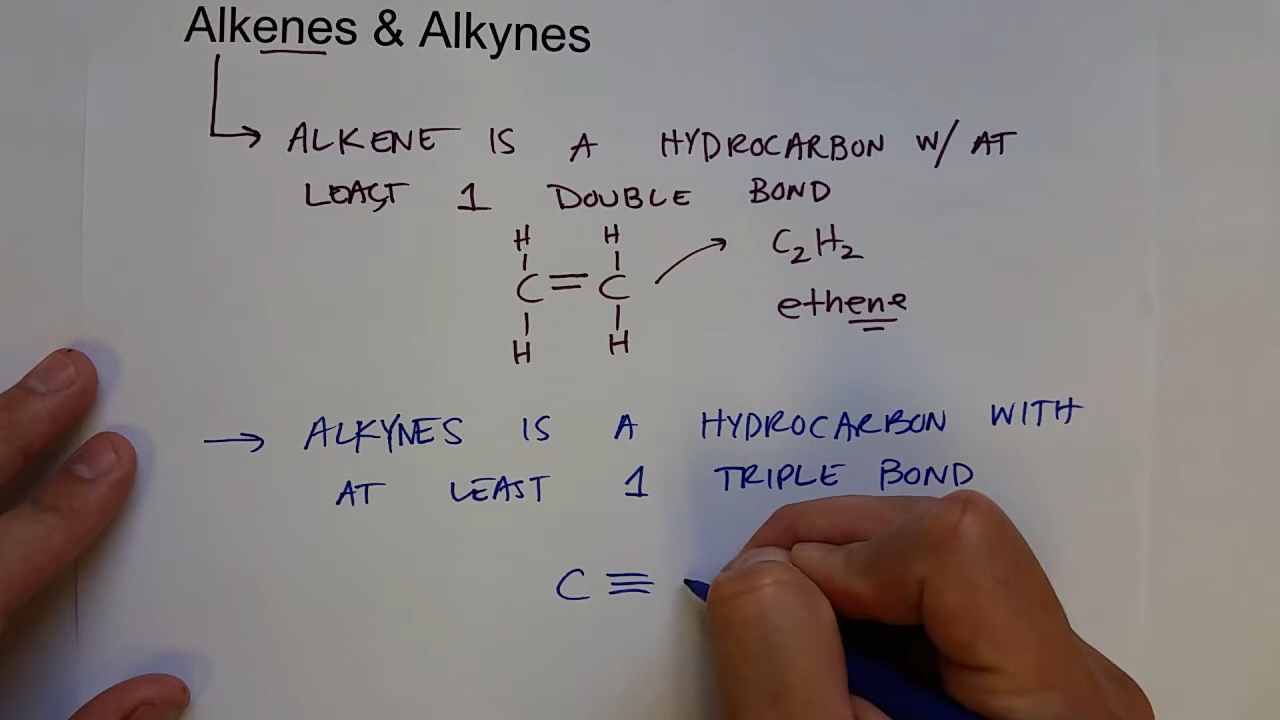 Alkenes & Alkynes
ALKENE IS A HYDROCARBON W/ AT
LEAST 1 DOUBLE BOND
H H
C = C
H H
C₂H₂
ethene
ALKYNES IS A HYDROCARBON WITH
AT LEAST 1 TRIPLE BOND
C ≡